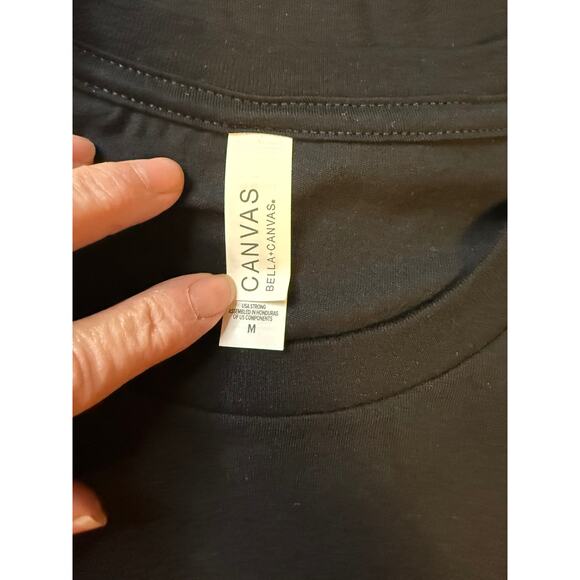 CANVAS
BELLA+CANVAS®
USA STRONG
ASSEMBLED IN HONDURAS
OF US COMPONENTS
M